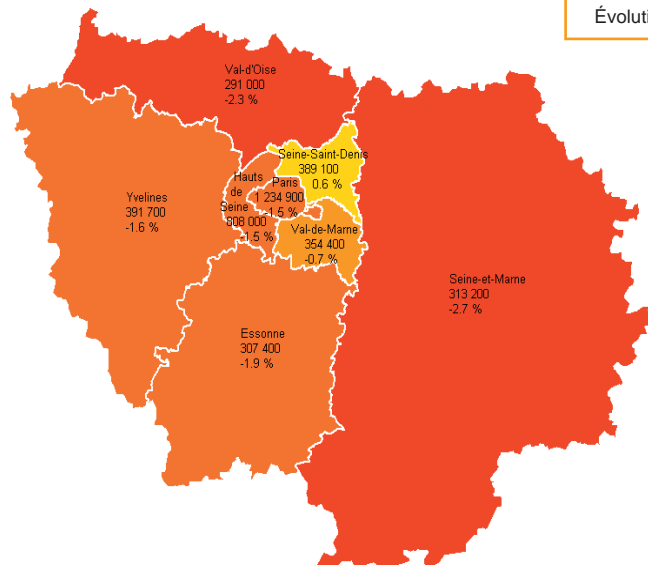 Évoluti
Val-d'Oise
291 000
-2.3 %
Seine-Saint-Denis
389 100
0.6 %
Hauts
de
Seine
808 000
-1.5 %
Paris
1 234 900
-1.5 %
Yvelines
391 700
-1.6 %
Val-de-Marne
354 400
-0.7 %
Seine-et-Marne
313 200
-2.7 %
Essonne
307 400
-1.9 %